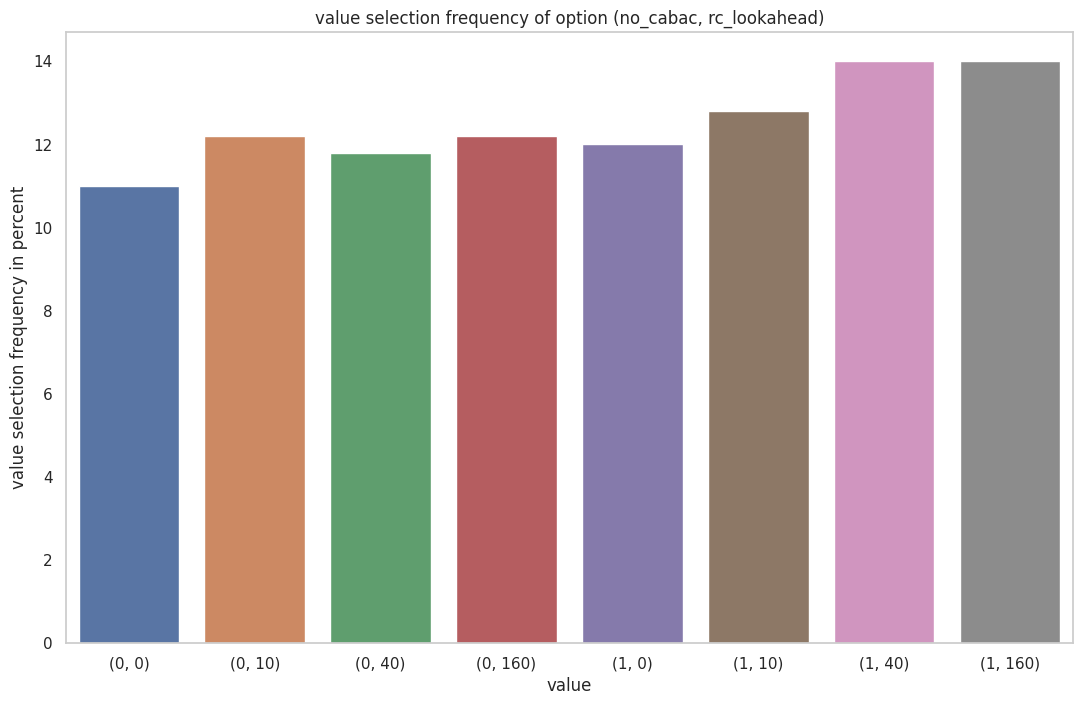 value selection frequency of option (no_cabac, rc_lookahead)
value selection frequency in percent
14
12
10
8
6
4
2
0
(0, 0) (0, 10) (0, 40) (0, 160) (1, 0) (1, 10) (1, 40) (1, 160)
value